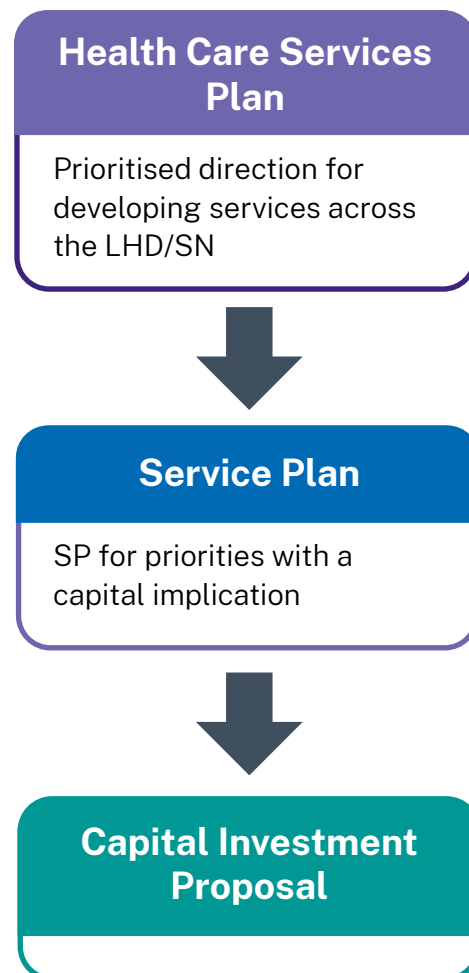 Health Care Services
Plan
Prioritised direction for
developing services across
the LHD/SN
Service Plan
SP for priorities with a
capital implication
Capital Investment
Proposal